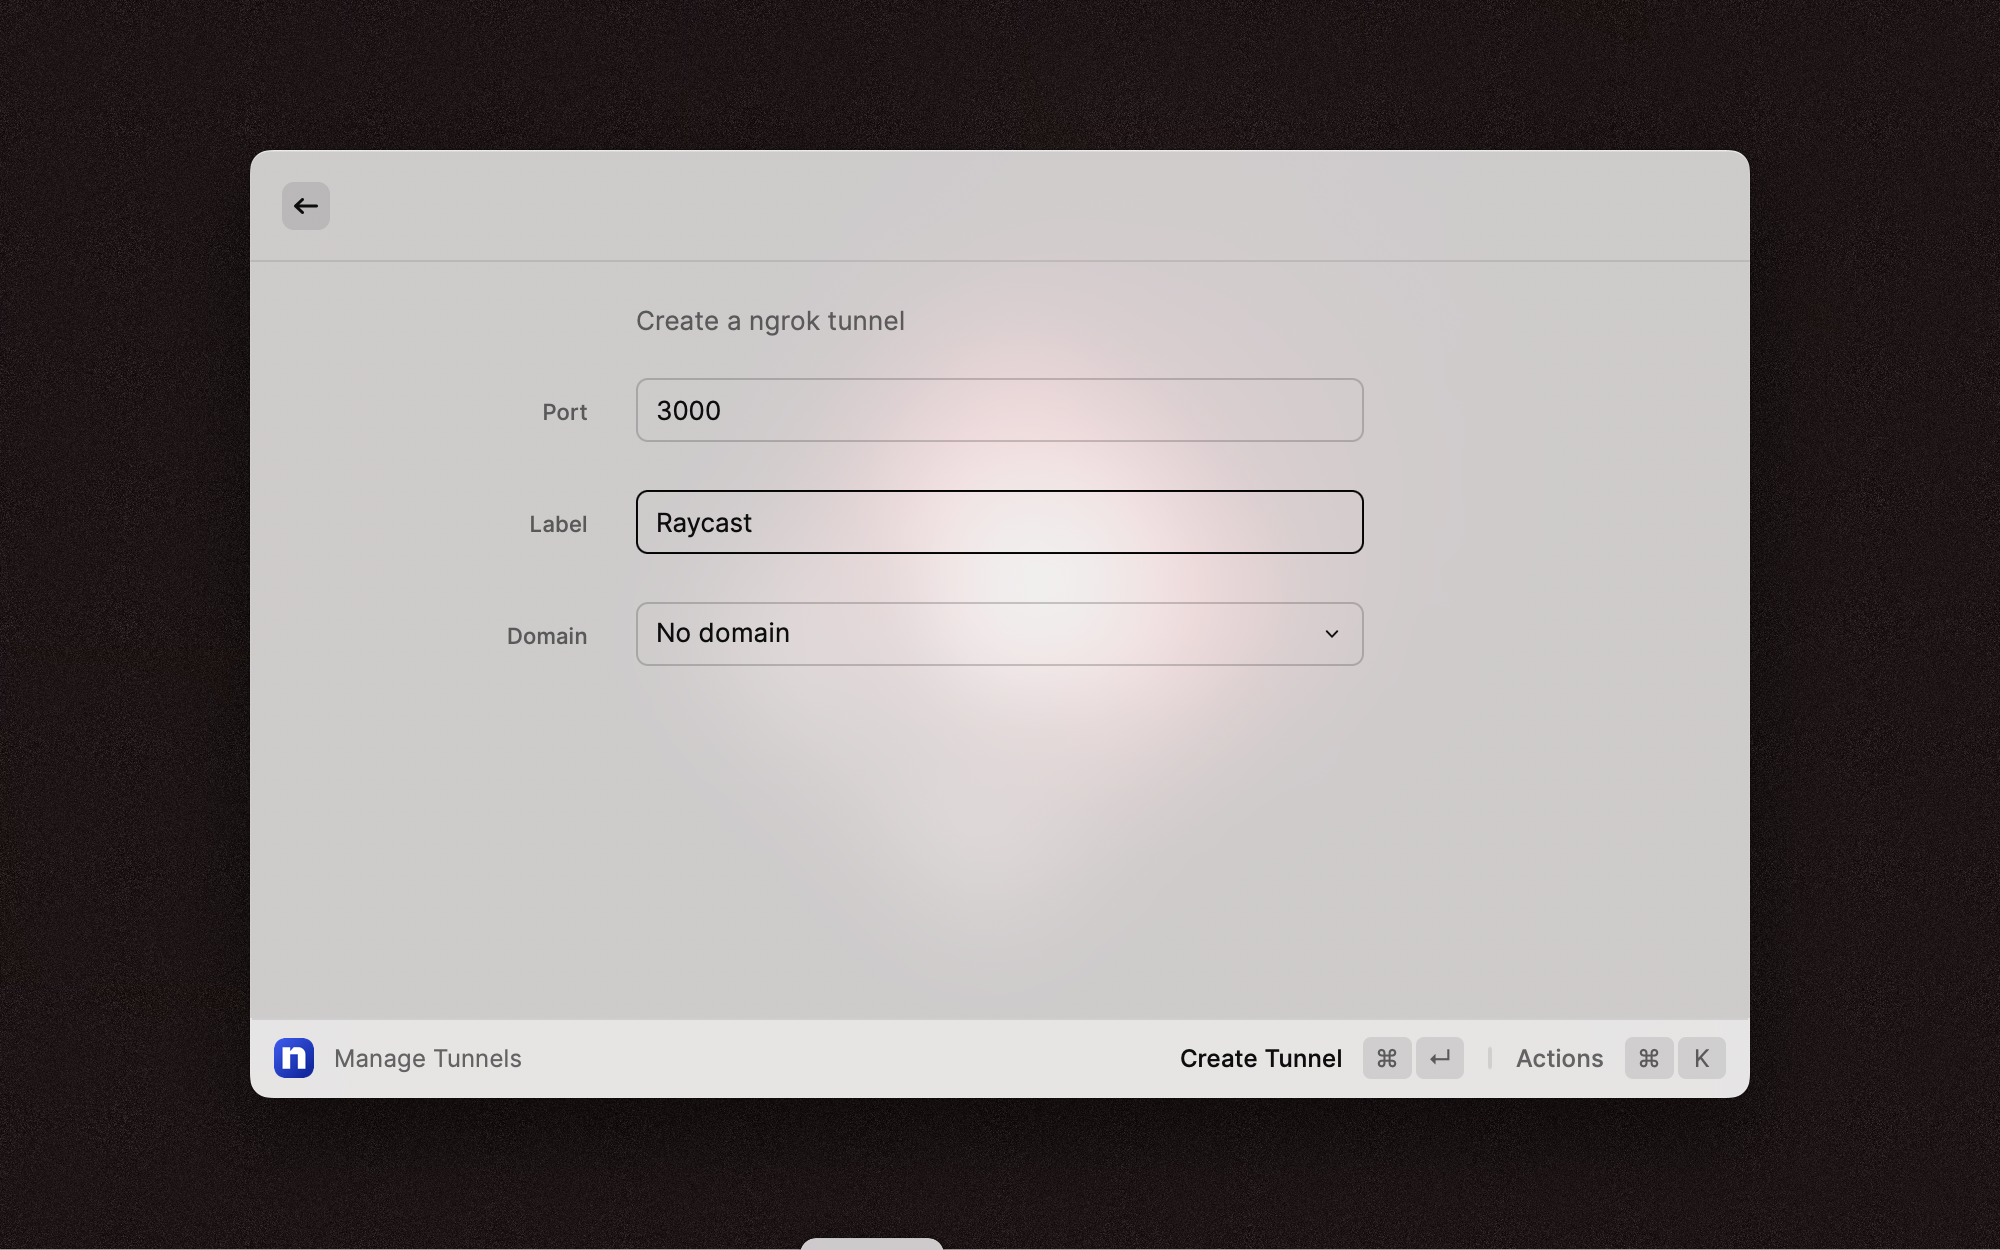 Create a ngrok tunnel
Port
3000
Label
Raycast
Domain
No domain
n Manage Tunnels Create Tunnel ⌘ ↵ Actions ⌘ K